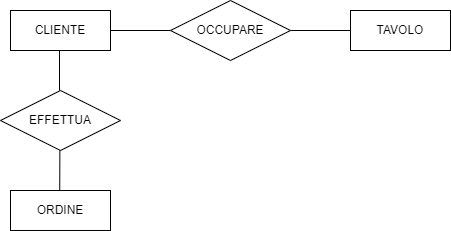 CLIENTE
OCCUPARE
TAVOLO
EFFETTUA
ORDINE